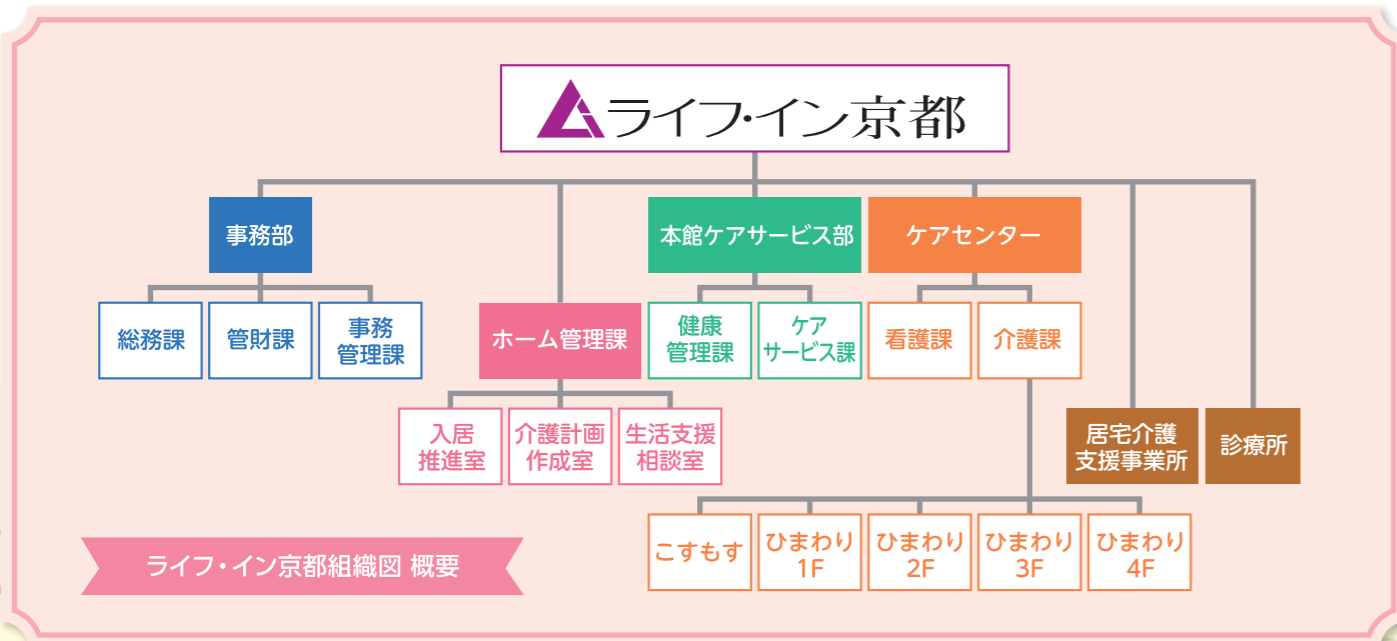 ライフ・イン京都
事務部
本館ケアサービス部
ケアセンター
総務課
管財課
事務
管理課
ホーム管理課
健康
管理課
ケア
サービス課
看護課
介護課
入居
推進室
介護計画
作成室
生活支援
相談室
居宅介護
支援事業所
診療所
こすもす
ひまわり
1F
ひまわり
2F
ひまわり
3F
ひまわり
4F
ライフ・イン京都組織図 概要